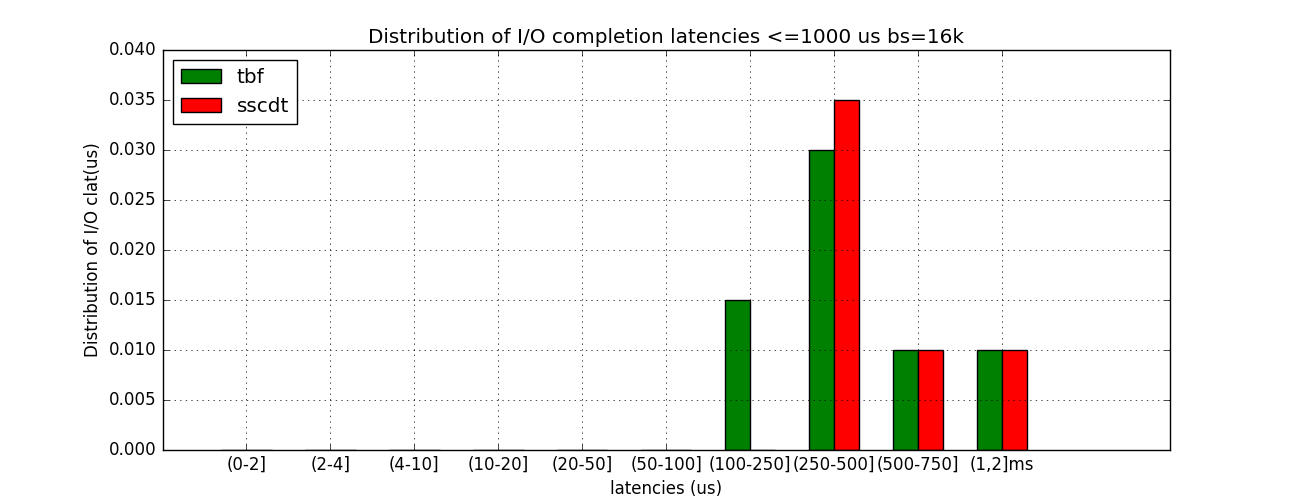 Distribution of I/O completion latencies <=1000 us bs=16k
tbf
sscdt
Distribution of I/O clat(us)
0.040
0.035
0.030
0.025
0.020
0.015
0.010
0.005
0.000
(0-2] (2-4] (4-10] (10-20] (20-50] (50-100] (100-250] (250-500] (500-750] (1,2]ms
latencies (us)